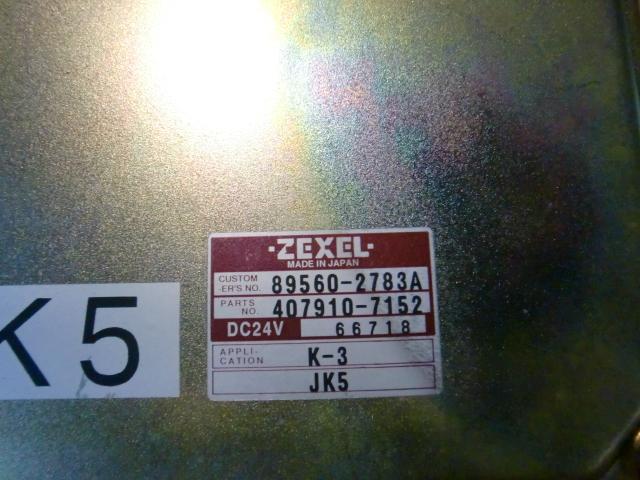 ·ZEXEL·
MADE IN JAPAN
CUSTOM
-ER'S NO. 89560-2783A
PARTS
NO. 407910-7152
DC24V 66718
APPLI-
CATION K-3
JK5
K5